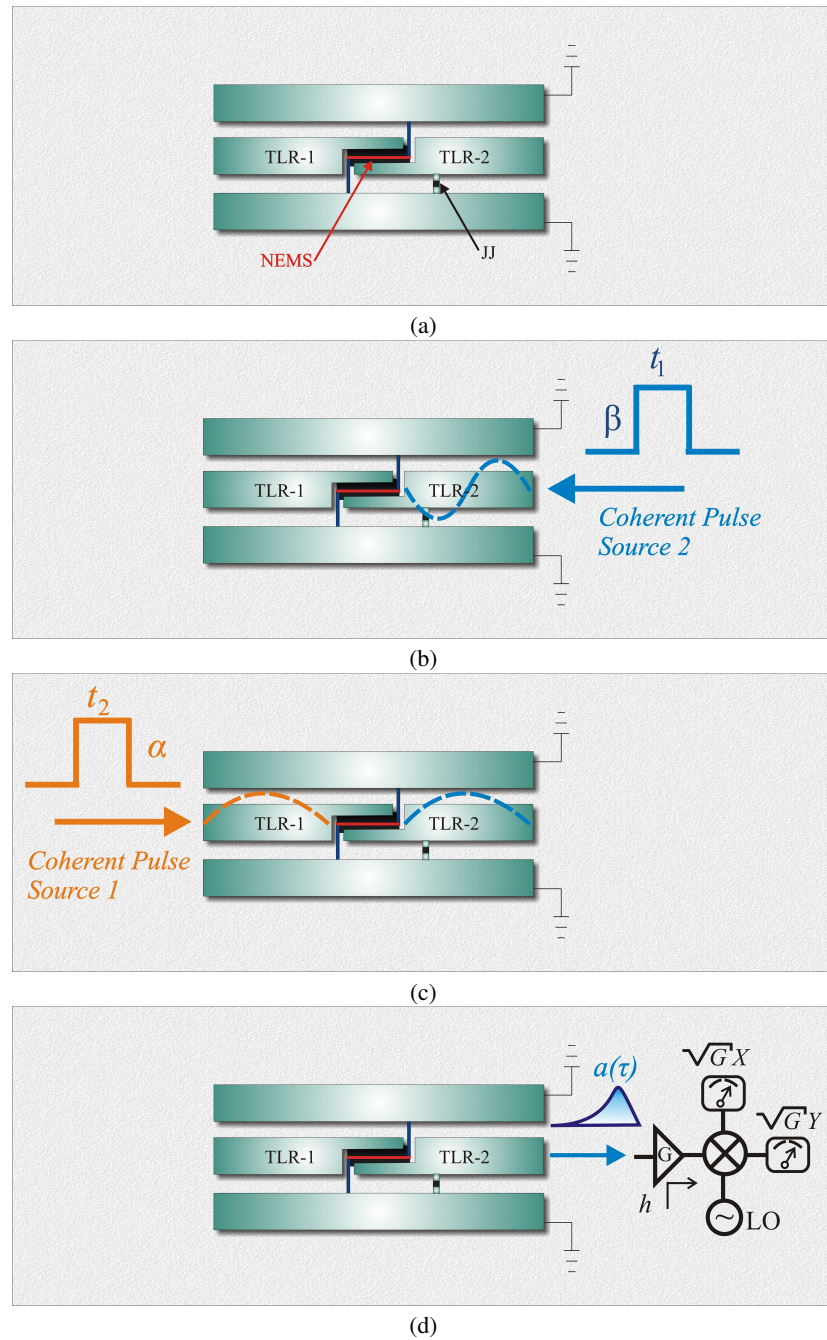 TLR-1
TLR-2
NEMS
JJ
(a)
t₁
β
TLR-1
TLR-2
Coherent Pulse
Source 2
(b)
t₂
α
TLR-1
TLR-2
Coherent Pulse
Source 1
(c)
√G X
a(τ)
√G Y
TLR-1
TLR-2
G
h
~
LO
(d)